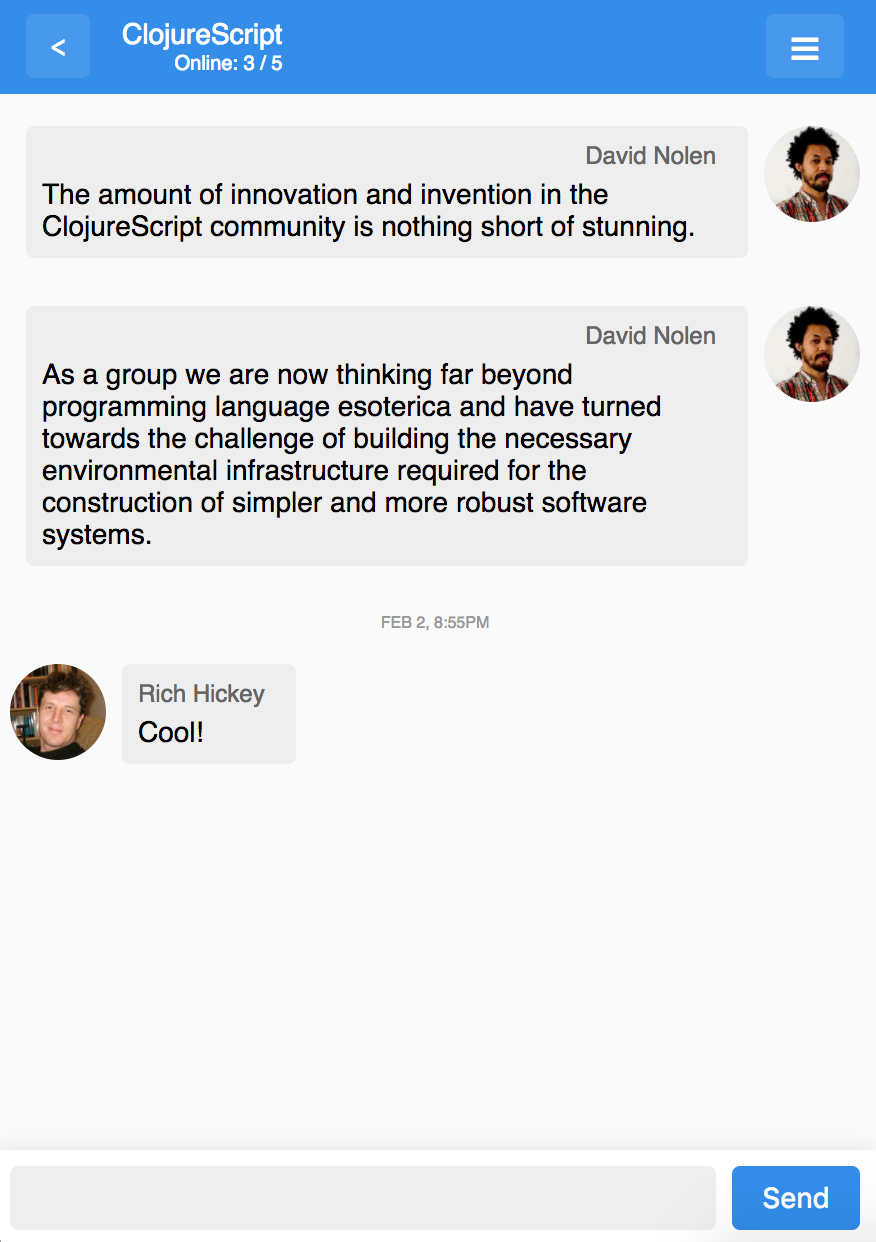 <
ClojureScript
Online: 3 / 5
David Nolen
The amount of innovation and invention in the
ClojureScript community is nothing short of stunning.
David Nolen
As a group we are now thinking far beyond
programming language esoterica and have turned
towards the challenge of building the necessary
environmental infrastructure required for the
construction of simpler and more robust software
systems.
FEB 2, 8:55PM
Rich Hickey
Cool!
Send